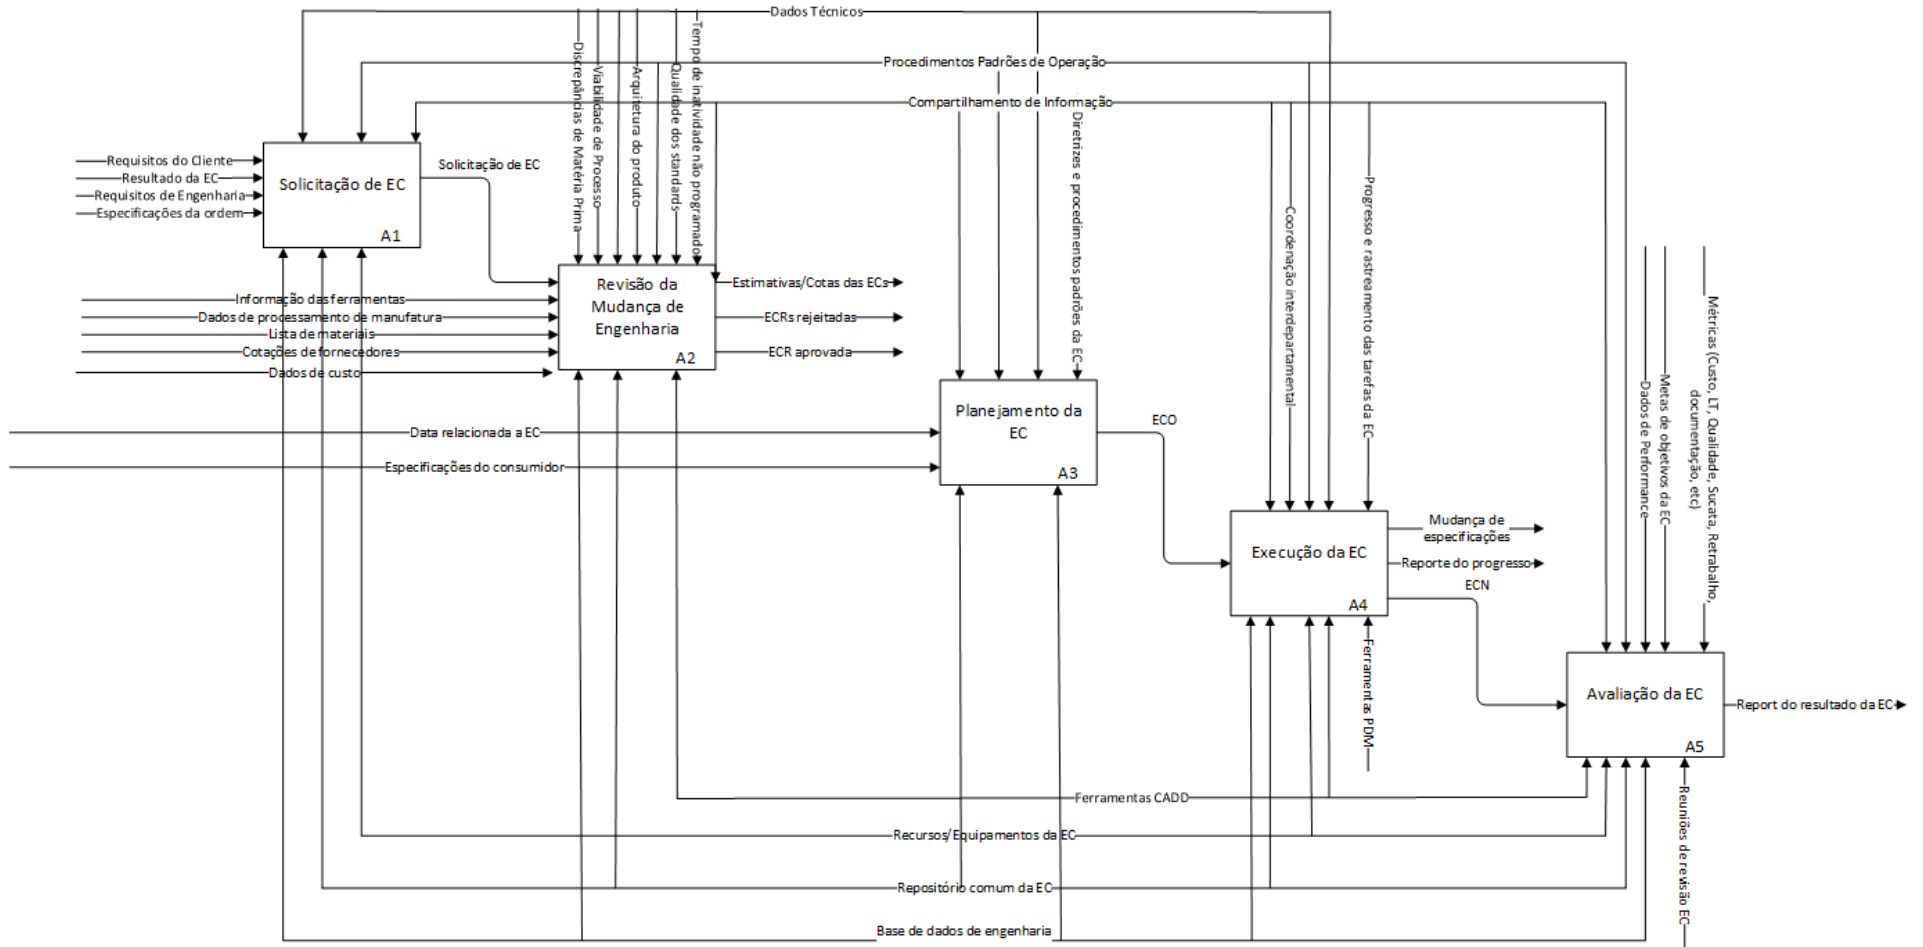 Dados Técnicos
Procedimentos Padrões de Operação
Compartilhamento de Informação
Discrepâncias de Matéria Prima
Viabilidade de Processo
Arquitetura do produto
Qualidade dos standards
Tempo de inatividade não programado
Diretrizes e procedimentos padrões da EC
Coordenação interdepartamental
Progresso e rastreamento das tarefas da EC
Dados de Performance
Metas de objetivos da EC
Métricas (Custo, LT, Qualidade, Sucata, Retrabalho,
documentação, etc)
Requisitos do Cliente
Resultado da EC
Requisitos de Engenharia
Especificações da ordem
Solicitação de EC
A1
Solicitação de EC
Informação das ferramentas
Dados de processamento de manufatura
Lista de materiais
Cotações de fornecedores
Dados de custo
Revisão da
Mudança de
Engenharia
A2
Estimativas/Cotas das ECs
ECRs rejeitadas
ECR aprovada
Data relacionada a EC
Especificações do consumidor
Planejamento da
EC
A3
ECO
Execução da EC
A4
Mudança de
especificações
Reporte do progresso
ECN
Ferramentas PDM
Avaliação da EC
A5
Report do resultado da EC
Reuniões de revisão EC
Ferramentas CADD
Recursos/Equipamentos da EC
Repositório comum da EC
Base de dados de engenharia